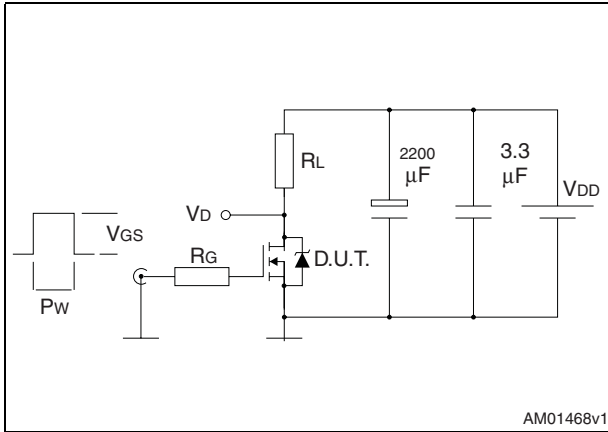 RL
2200
μF
3.3
μF
VDD
VD
VGS
RG
D.U.T.
PW
AM01468v1